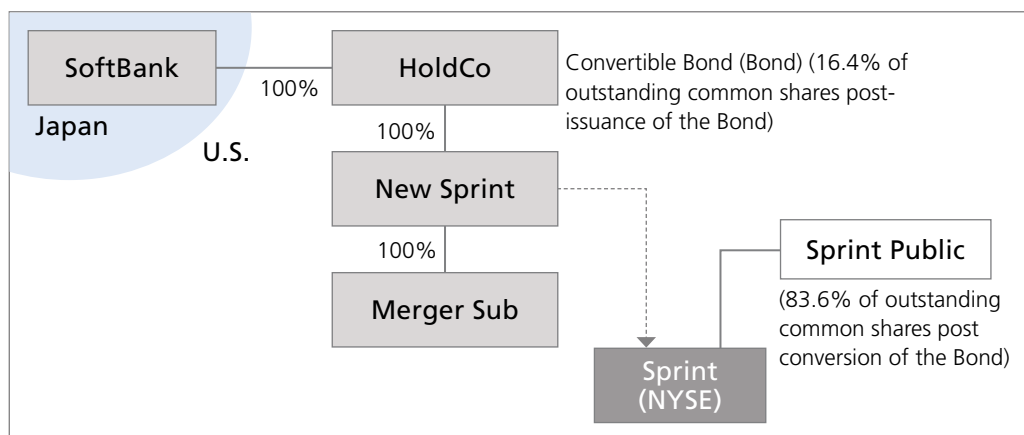 SoftBank
100%
HoldCo
Convertible Bond (Bond) (16.4% of
outstanding common shares post-
issuance of the Bond)
Japan
U.S.
100%
New Sprint
100%
Merger Sub
Sprint Public
(83.6% of outstanding
common shares post
conversion of the Bond)
Sprint
(NYSE)